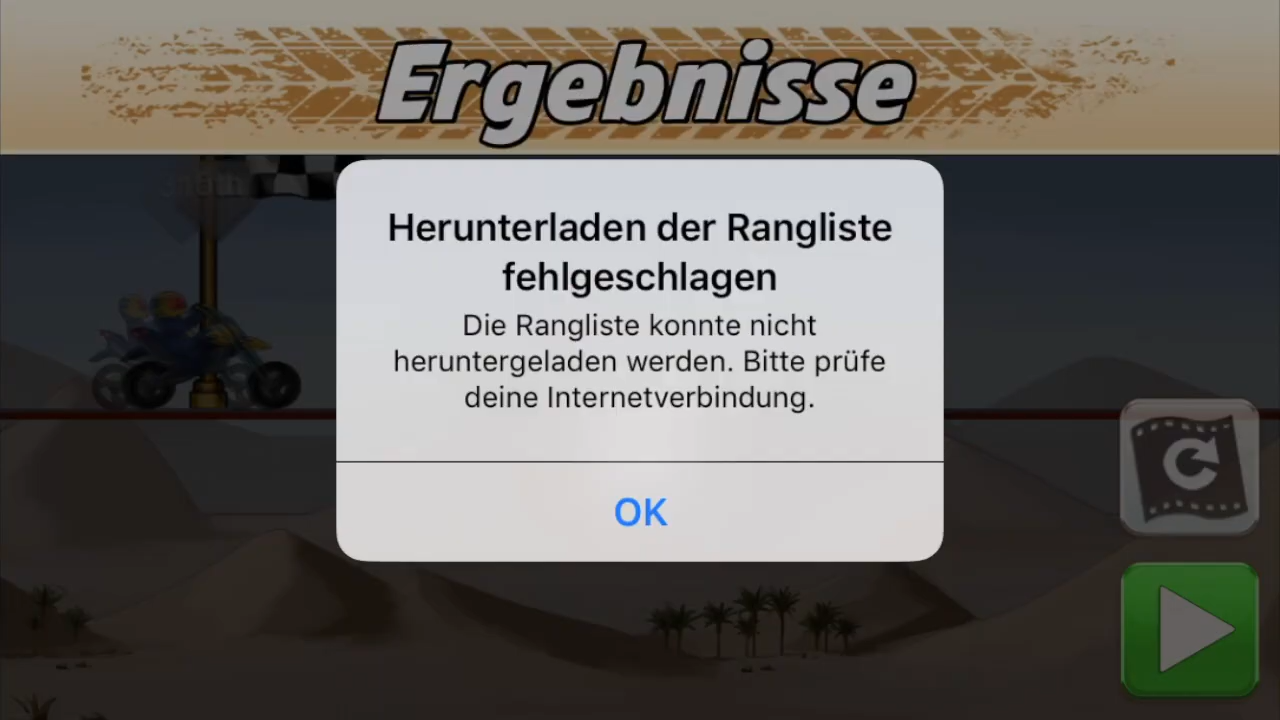 Ergebnisse
Herunterladen der Rangliste
fehlgeschlagen
Die Rangliste konnte nicht
heruntergeladen werden. Bitte prüfe
deine Internetverbindung.
OK